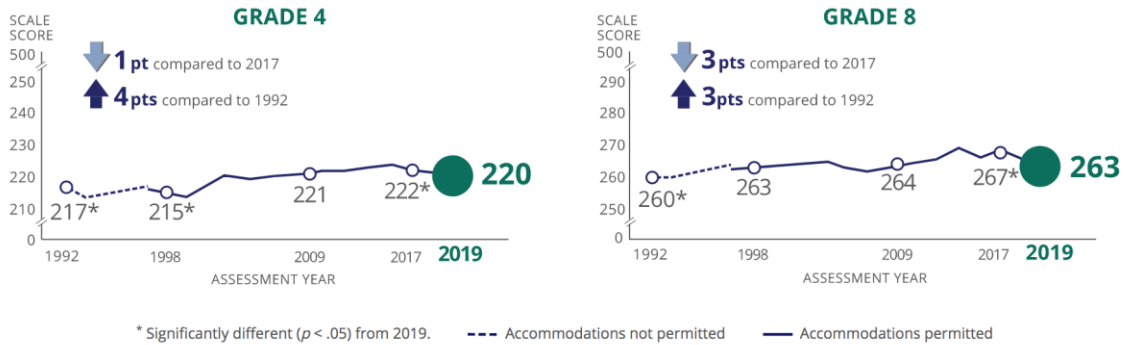 GRADE 4
SCALE
SCORE
500
250
240
230
220
210
0
1 pt compared to 2017
4 pts compared to 1992
217*
215*
221
222*
220
1992
1998
2009
2017
2019
ASSESSMENT YEAR
GRADE 8
SCALE
SCORE
500
290
280
270
260
250
0
3 pts compared to 2017
3 pts compared to 1992
260*
263
264
267*
263
1992
1998
2009
2017
2019
ASSESSMENT YEAR
* Significantly different (p < .05) from 2019.
Accommodations not permitted
Accommodations permitted